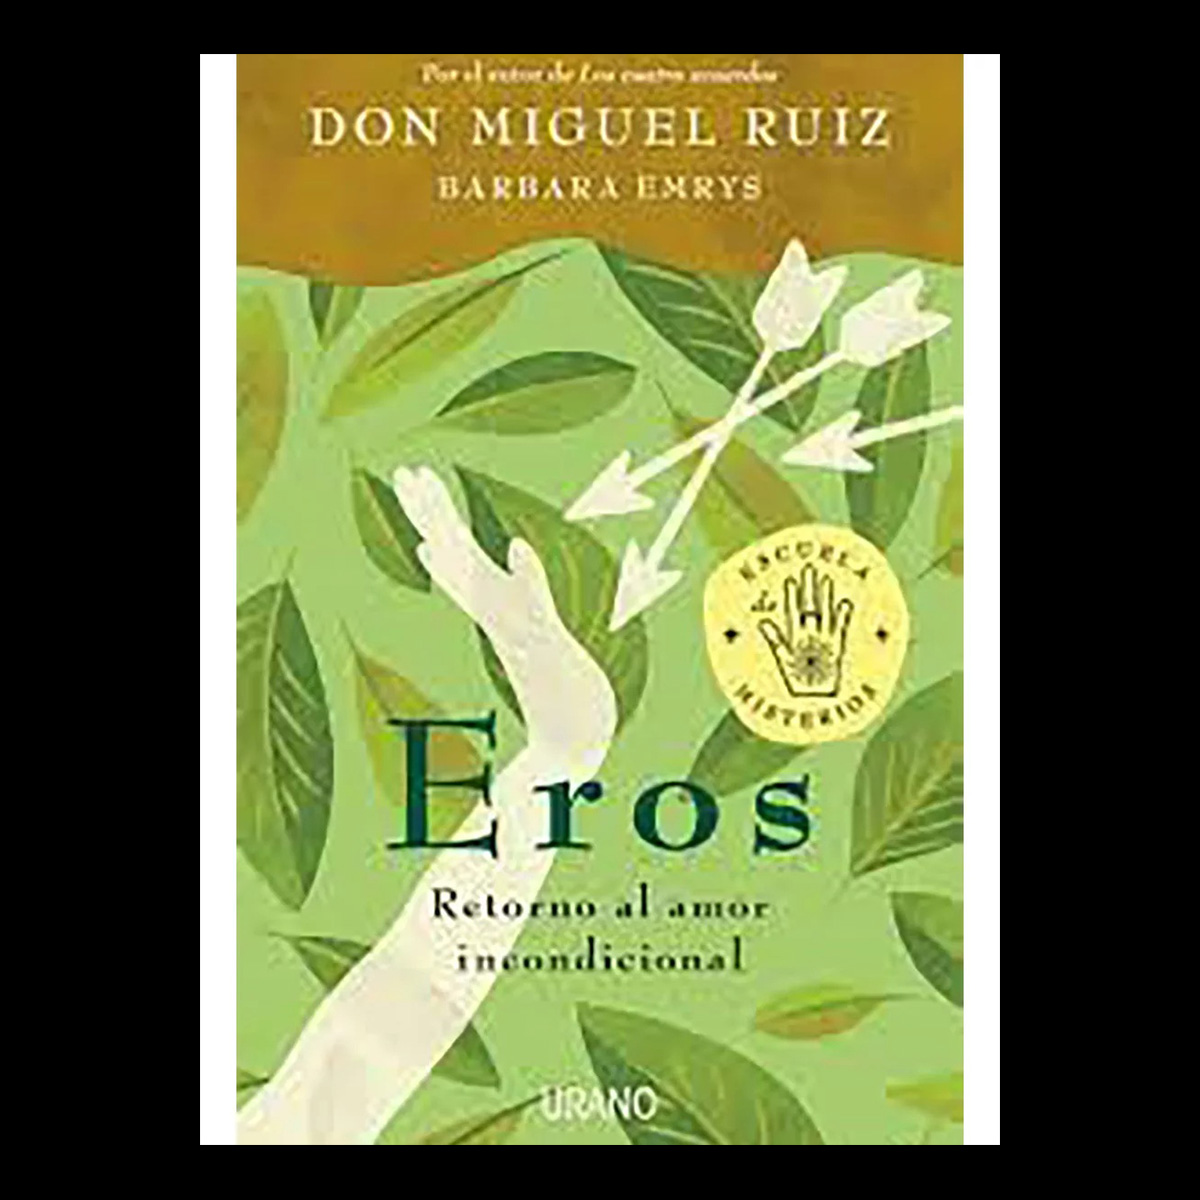 Por el autor de Los cuatro acuerdos
DON MIGUEL RUIZ
BARBARA EMRYS
ESCUELA
de
MISTERIOS
Eros
Retorno al amor
incondicional
URANO